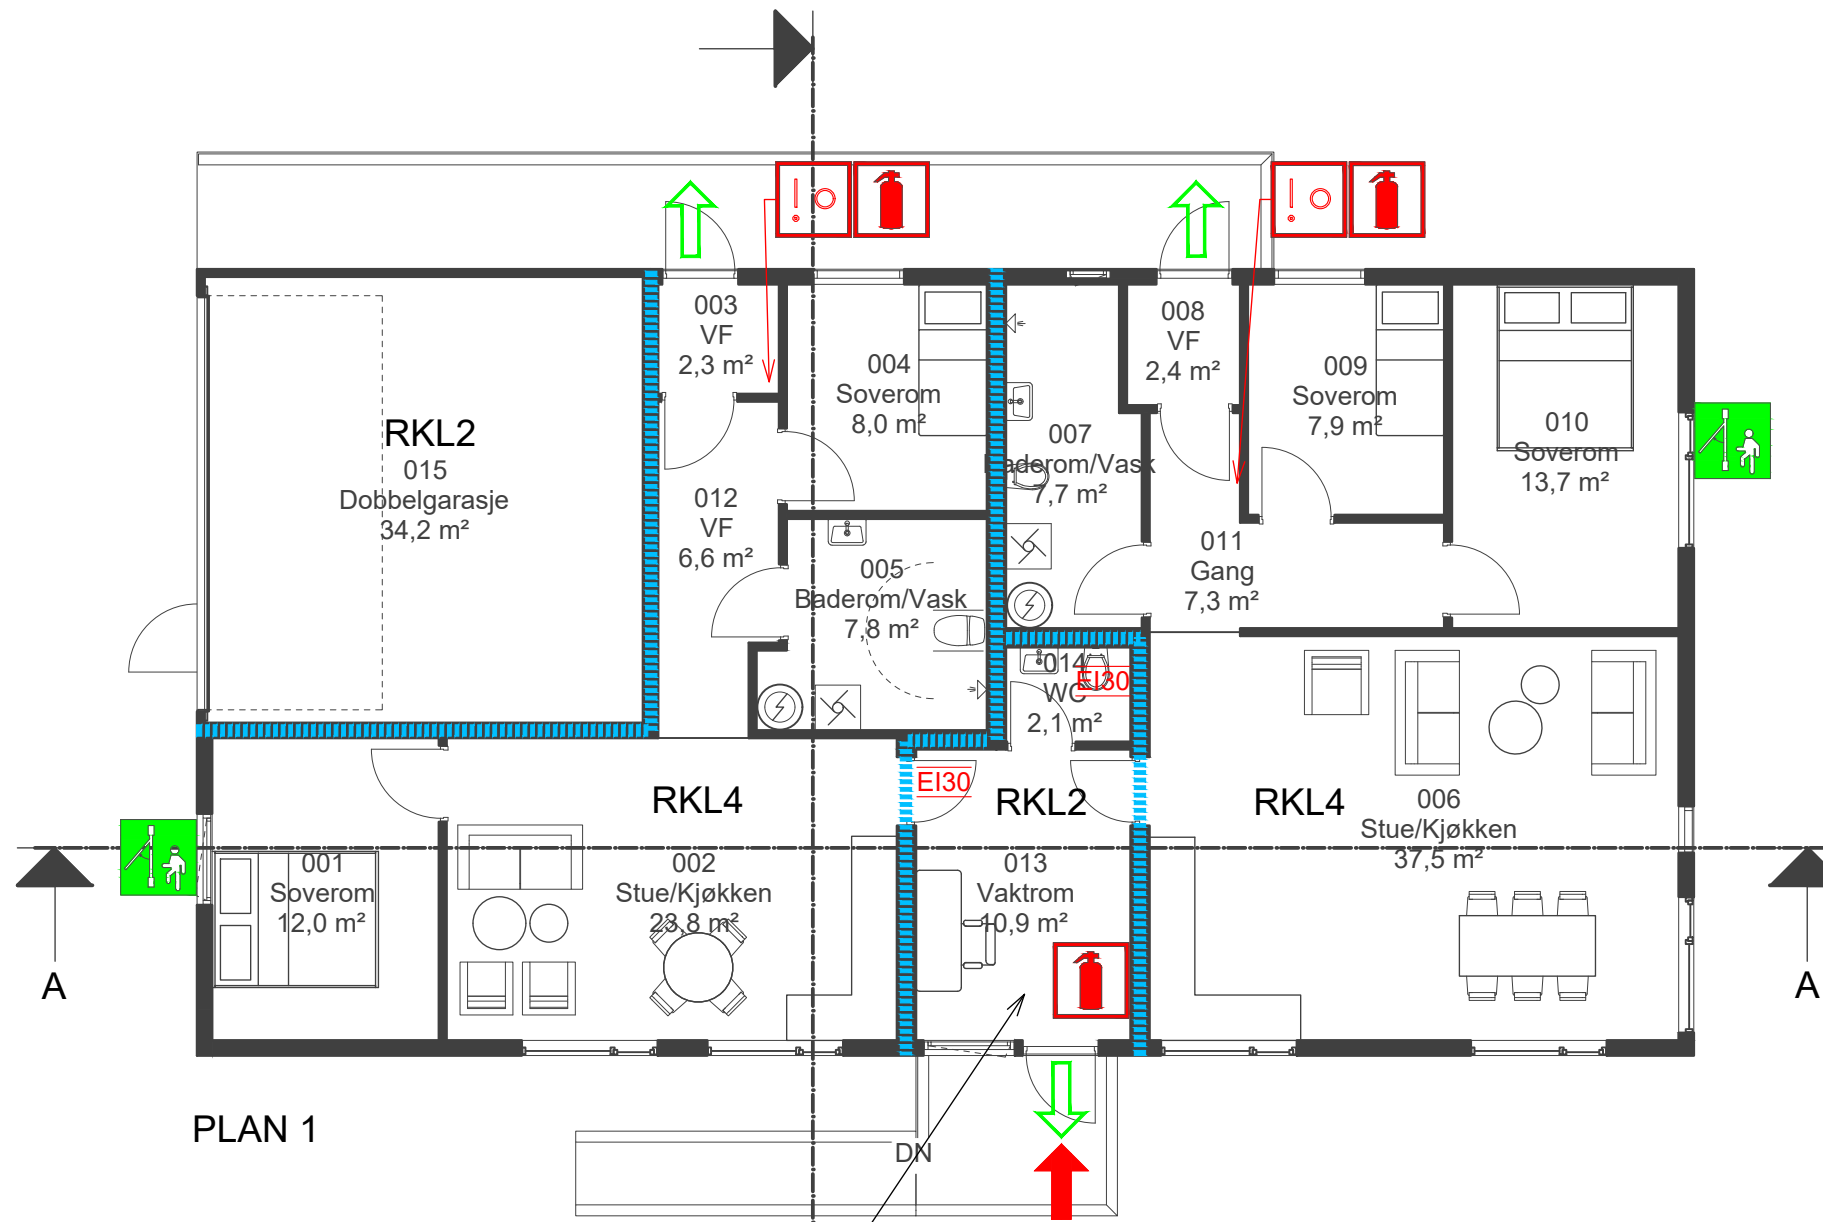 003
VF
2,3 m²
004
Soverom
8,0 m²
008
VF
2,4 m²
009
Soverom
7,9 m²
010
Soverom
13,7 m²
RKL2
015
Dobbelgarasje
34,2 m²
012
VF
6,6 m²
007
Baderom/Vask
7,7 m²
011
Gang
7,3 m²
005
Baderom/Vask
7,8 m²
014
WC
2,1 m²
EI30
EI30
RKL4
RKL2
RKL4
006
Stue/Kjøkken
37,5 m²
001
Soverom
12,0 m²
002
Stue/Kjøkken
23,8 m²
013
Vaktrom
10,9 m²
A
A
PLAN 1
DN